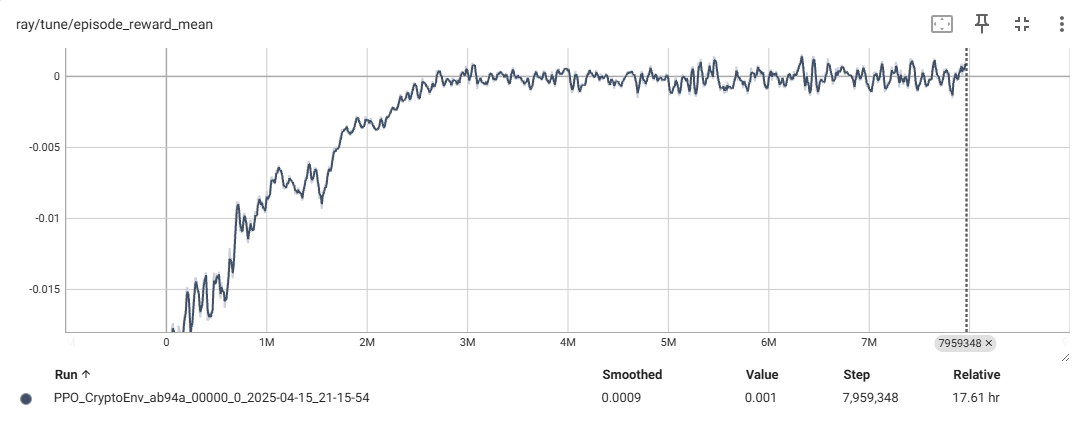 ray/tune/episode_reward_mean
0
-0.005
-0.01
-0.015
0 1M 2M 3M 4M 5M 6M 7M 7959348 ✕
Run ↑ Smoothed Value Step Relative
PPO_CryptoEnv_ab94a_00000_0_2025-04-15_21-15-54 0.0009 0.001 7,959,348 17.61 hr